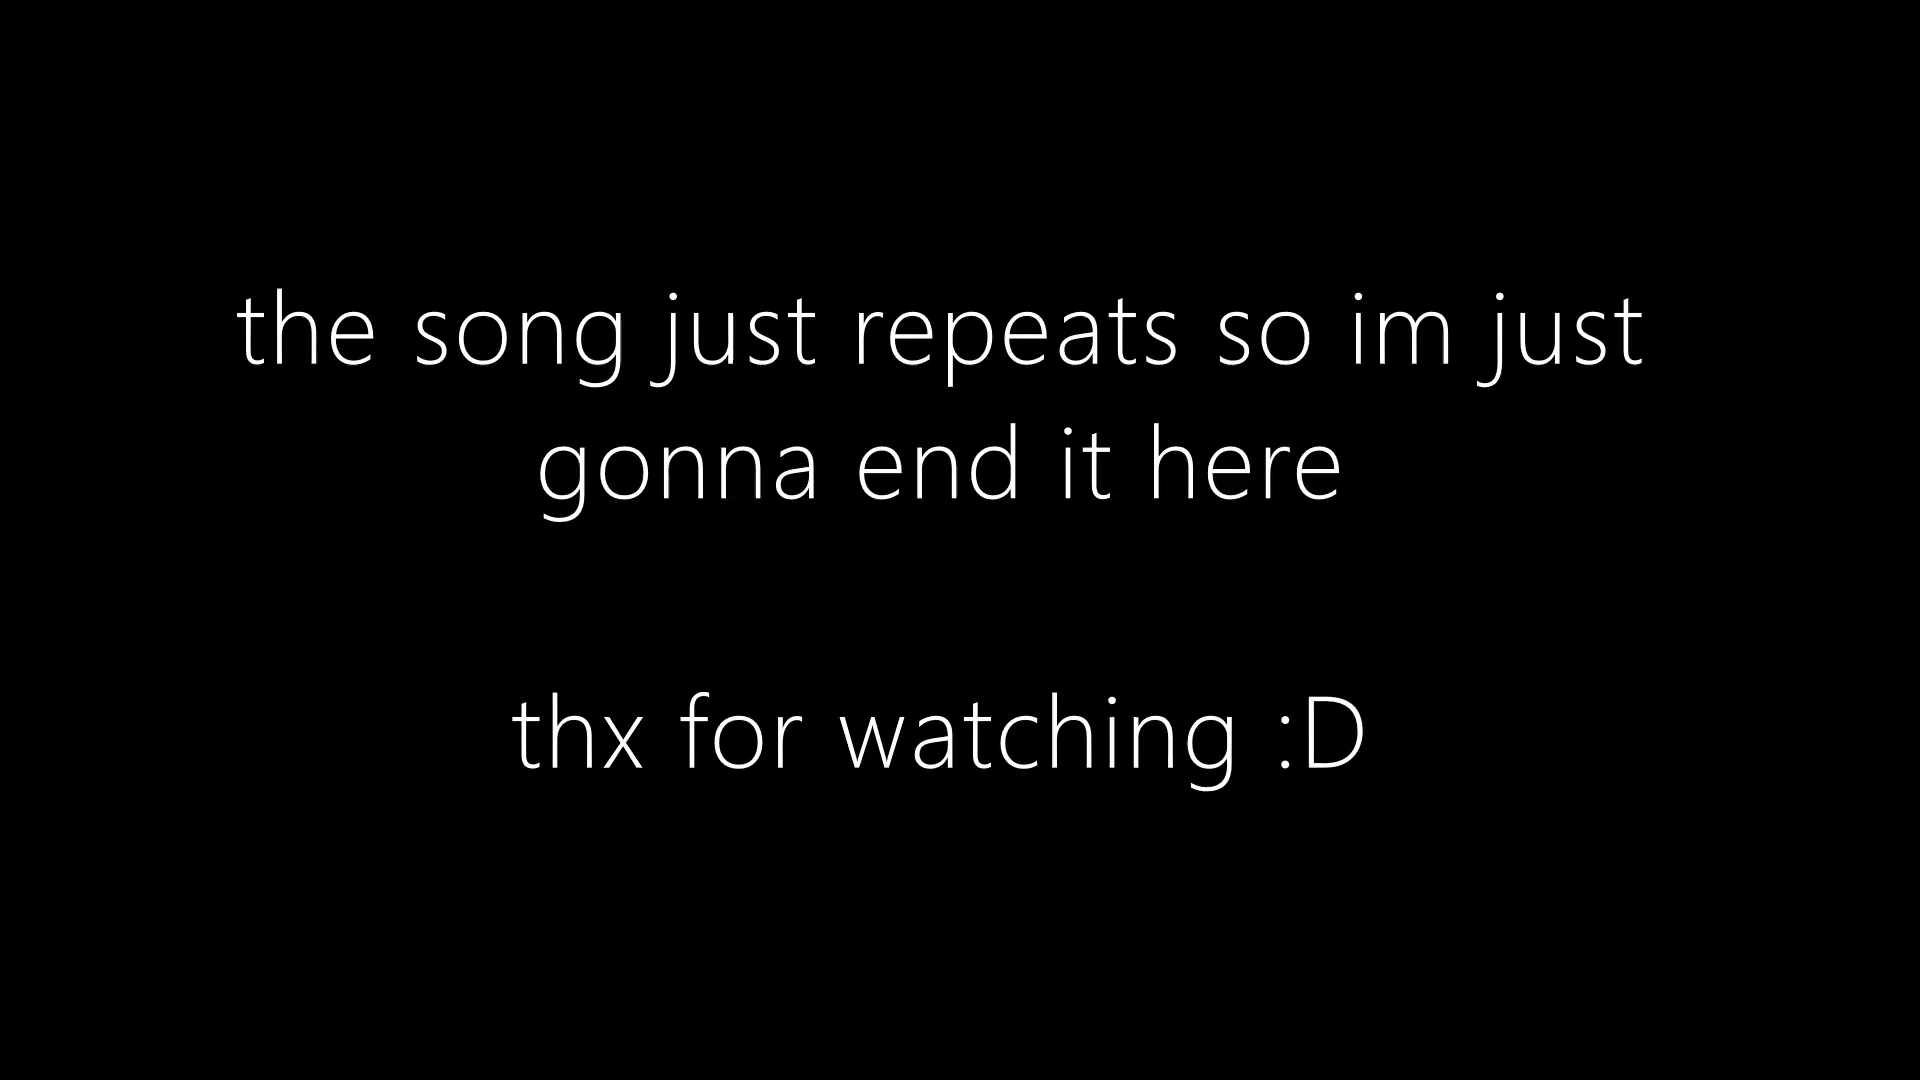 the song just repeats so im just
gonna end it here
thx for watching :D